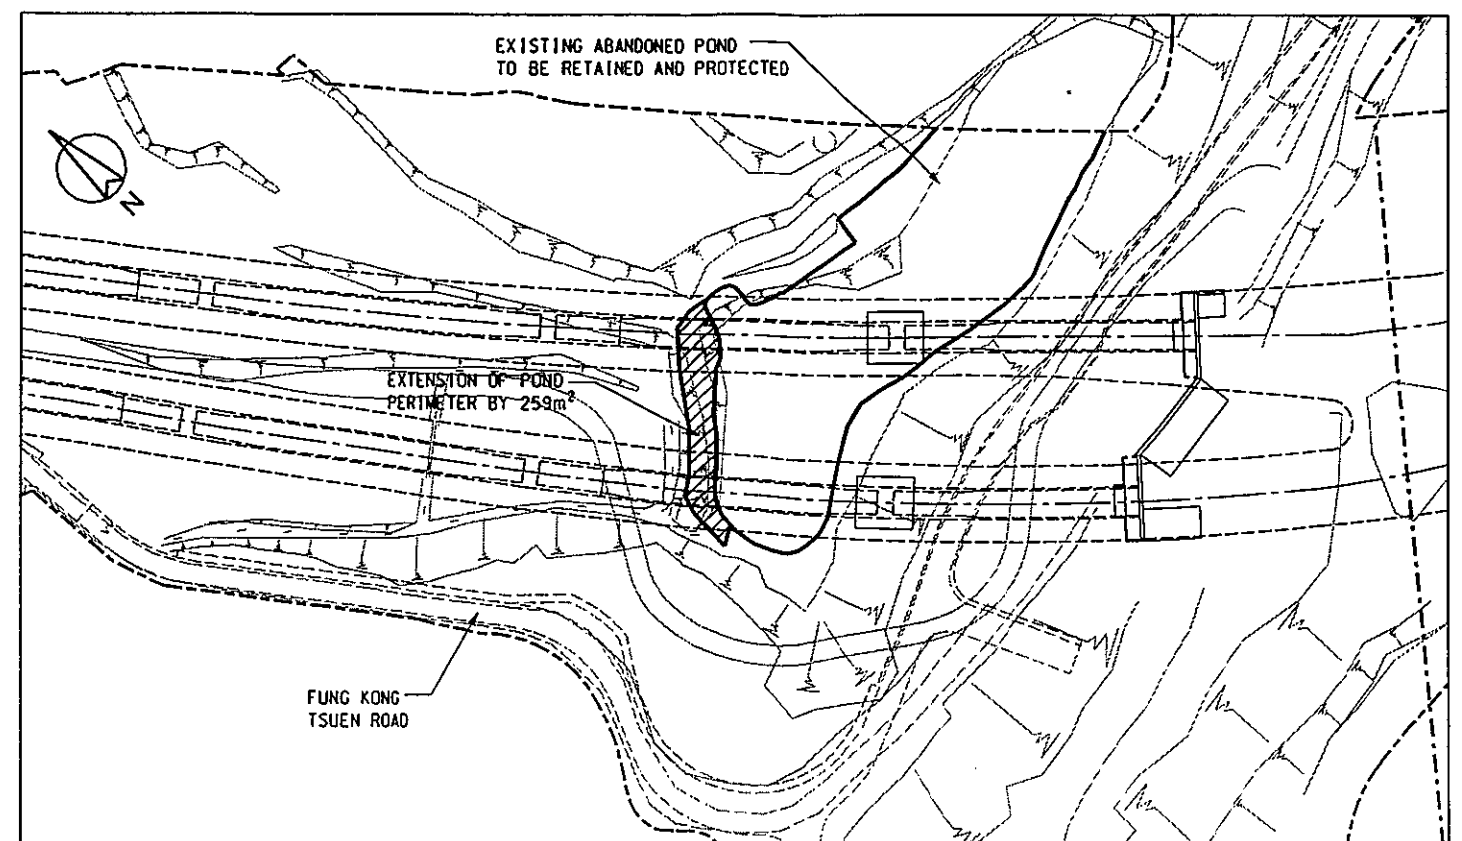 EXISTING ABANDONED POND
TO BE RETAINED AND PROTECTED
N
EXTENSION OF POND
PERIMETER BY 259m²
FUNG KONG
TSUEN ROAD